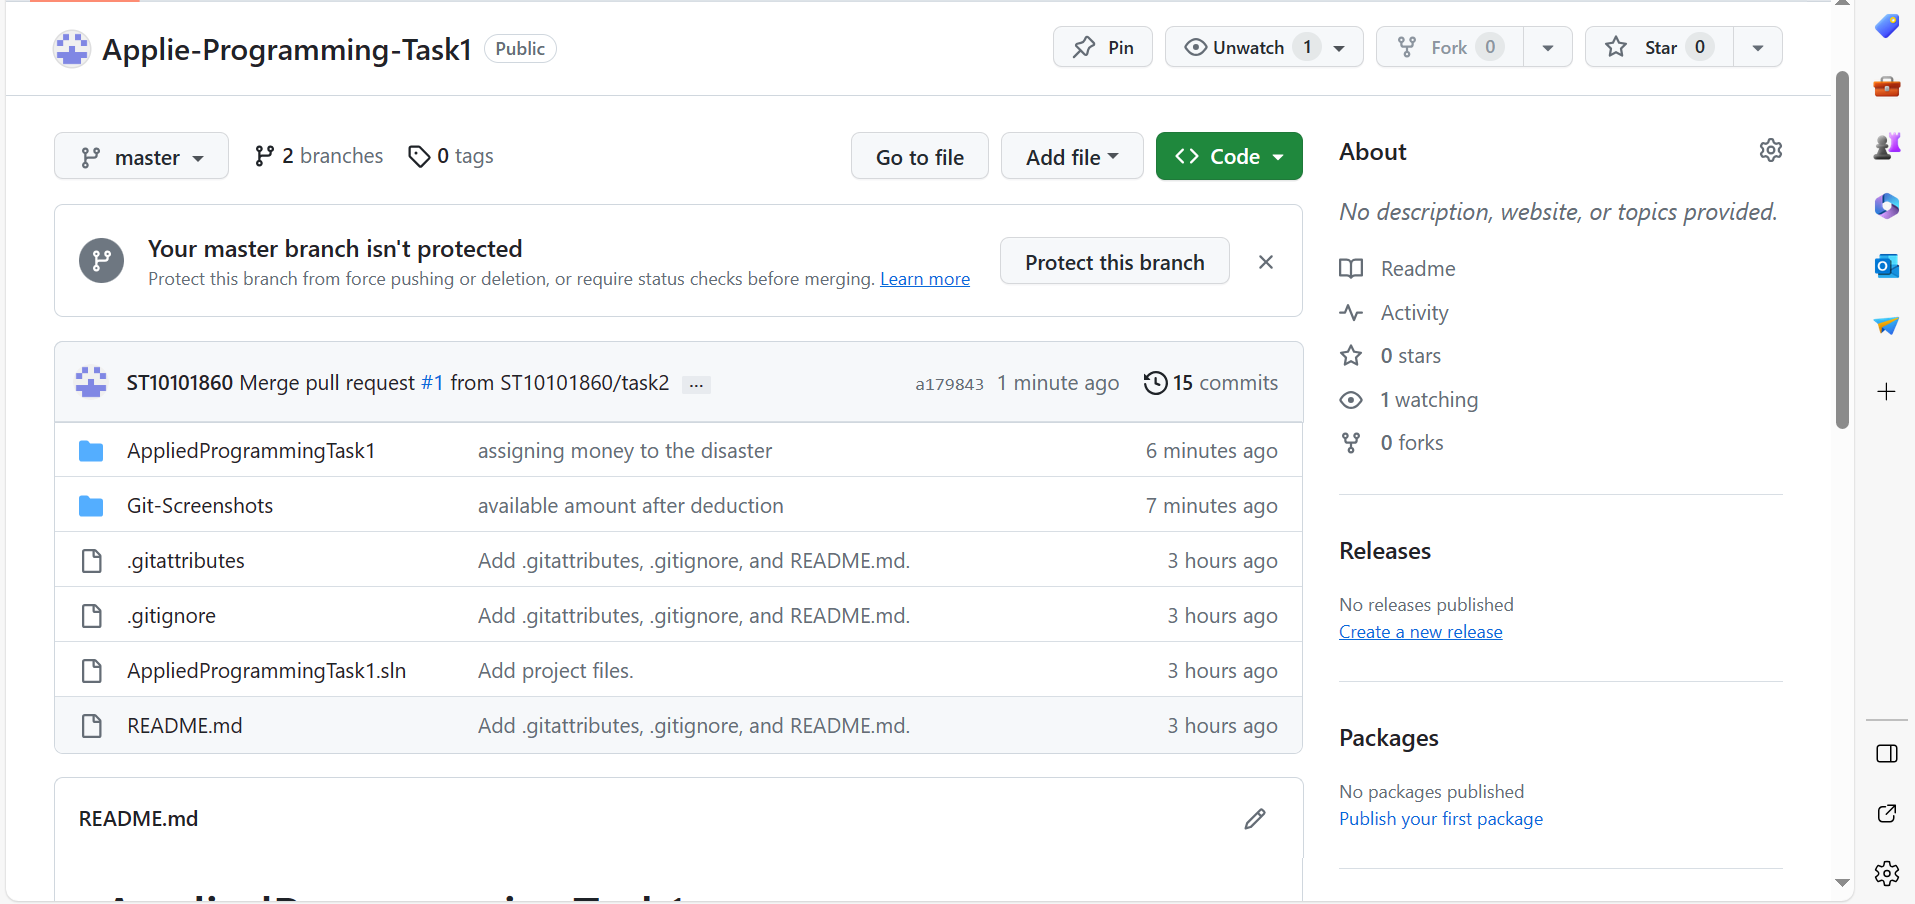 Applie-Programming-Task1 Public Pin Unwatch 1 Fork 0 Star 0
master 2 branches 0 tags Go to file Add file Code
Your master branch isn't protected
Protect this branch from force pushing or deletion, or require status checks before merging. Learn more
Protect this branch
ST10101860 Merge pull request #1 from ST10101860/task2 ... a179843 1 minute ago 15 commits
AppliedProgrammingTask1 assigning money to the disaster 6 minutes ago
Git-Screenshots available amount after deduction 7 minutes ago
.gitattributes Add .gitattributes, .gitignore, and README.md. 3 hours ago
.gitignore Add .gitattributes, .gitignore, and README.md. 3 hours ago
AppliedProgrammingTask1.sln Add project files. 3 hours ago
README.md Add .gitattributes, .gitignore, and README.md. 3 hours ago
README.md
About
No description, website, or topics provided.
Readme
Activity
0 stars
1 watching
0 forks
Releases
No releases published
Create a new release
Packages
No packages published
Publish your first package